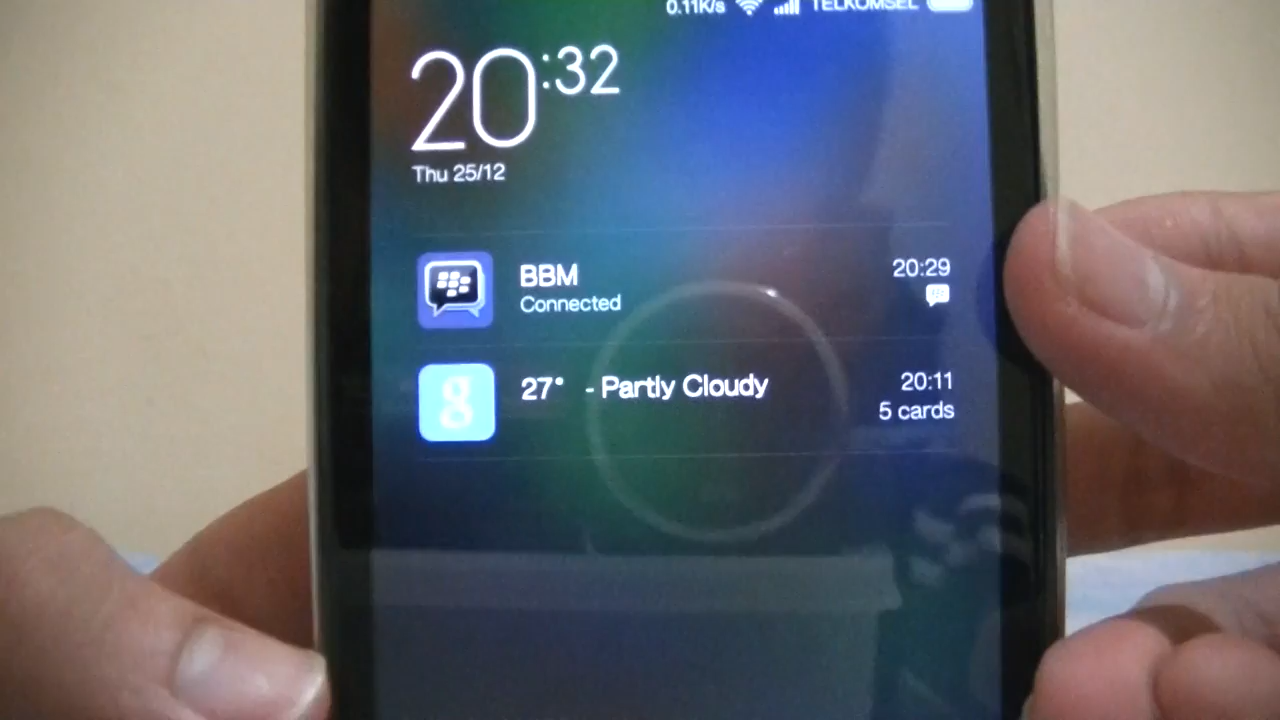 0.11K/s TELKOMSEL
20:32
Thu 25/12
BBM
Connected
20:29
27° - Partly Cloudy
20:11
5 cards
g